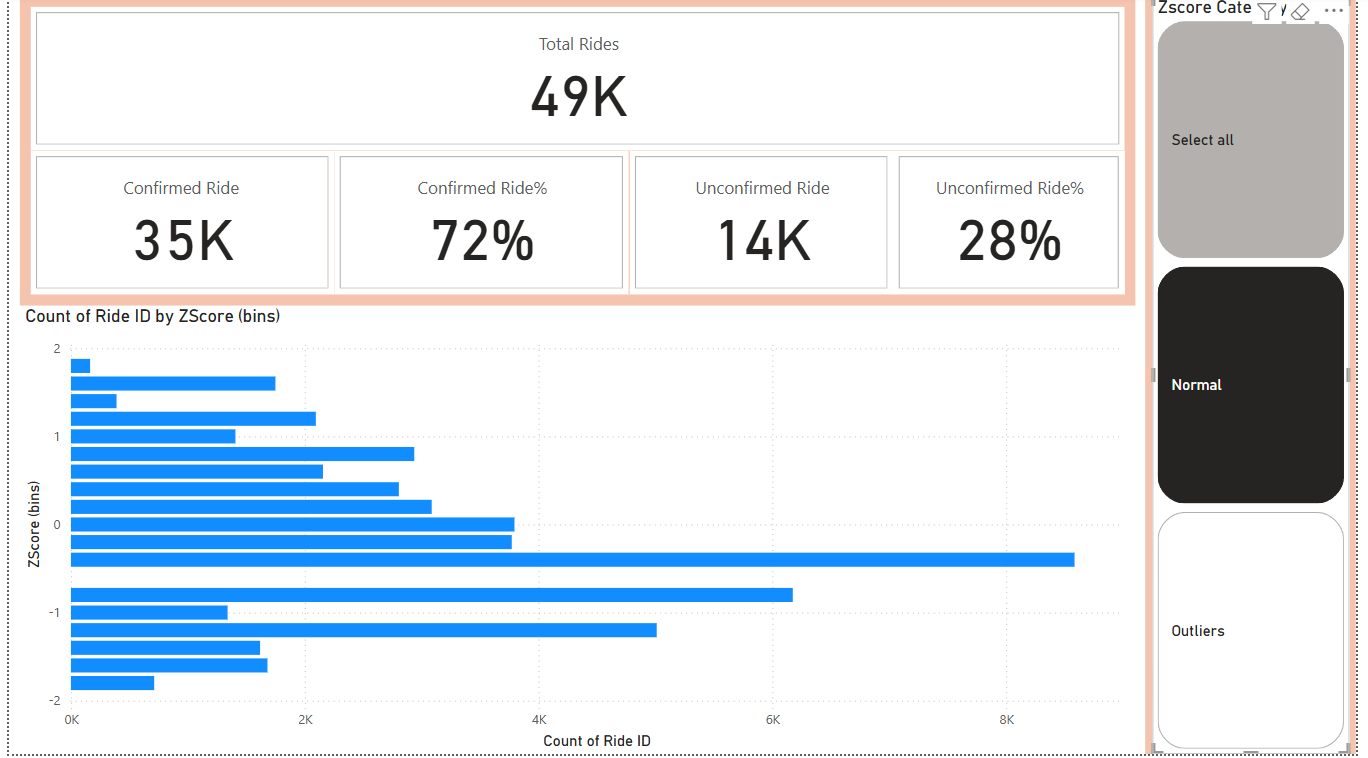 Total Rides
49K
Confirmed Ride
35K
Confirmed Ride%
72%
Unconfirmed Ride
14K
Unconfirmed Ride%
28%
Count of Ride ID by ZScore (bins)
ZScore (bins)
2
1
0
-1
-2
0K 2K 4K 6K 8K
Count of Ride ID
Zscore Cate y
Select all
Normal
Outliers